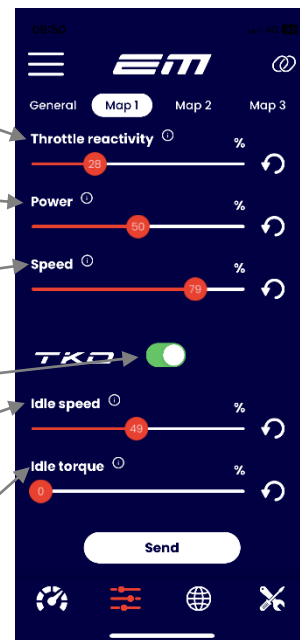 EM
General Map 1 Map 2 Map 3
Throttle reactivity %
28
Power %
50
Speed %
79
TKO
Idle speed %
49
Idle torque %
0
Send